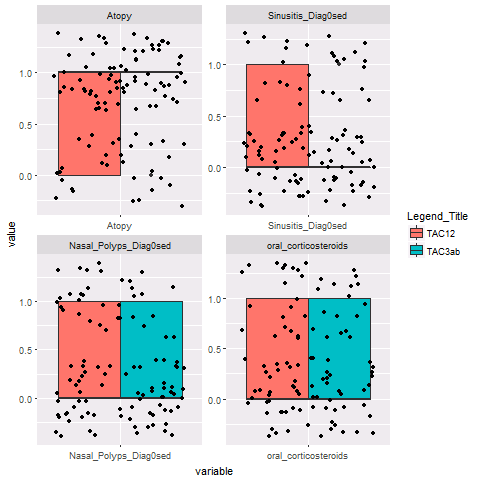 Atopy
Sinusitis_Diag0sed
1.0
0.5
0.0
1.0
0.5
0.0
Atopy
Sinusitis_Diag0sed
Nasal_Polyps_Diag0sed
oral_corticosteroids
1.0
0.5
0.0
1.0
0.5
0.0
Nasal_Polyps_Diag0sed
oral_corticosteroids
value
variable
Legend_Title
TAC12
TAC3ab